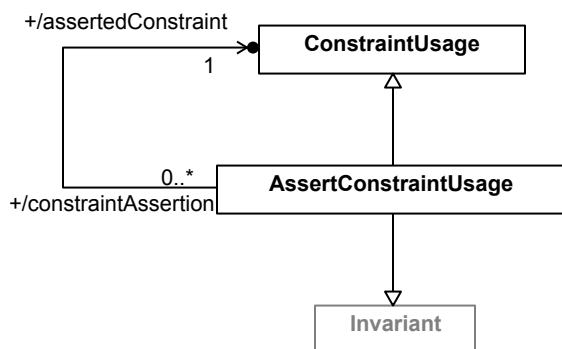 +/assertedConstraint
ConstraintUsage
1
0..*
AssertConstraintUsage
+/constraintAssertion
Invariant